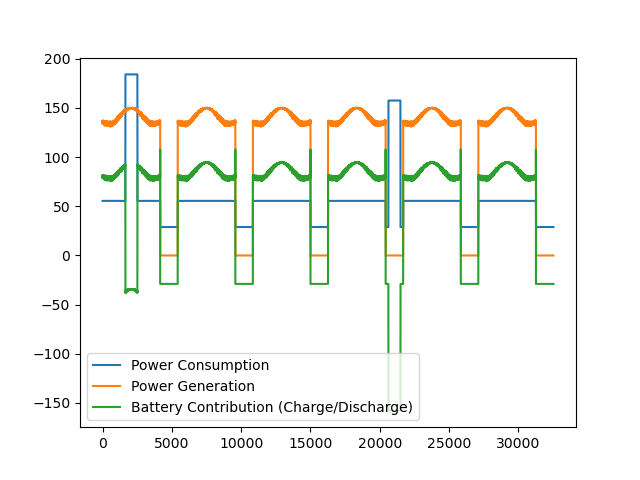 200
150
100
50
0
−50
−100
−150
Power Consumption
Power Generation
Battery Contribution (Charge/Discharge)
0 5000 10000 15000 20000 25000 30000